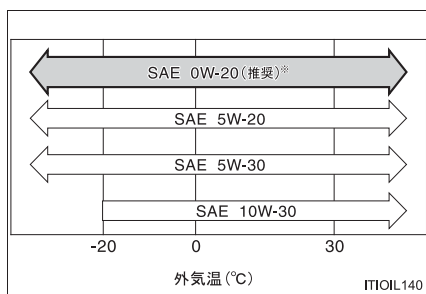 SAE 0W-20(推奨)※
SAE 5W-20
SAE 5W-30
SAE 10W-30
-20 0 30
外気温(℃)
ITIOIL140